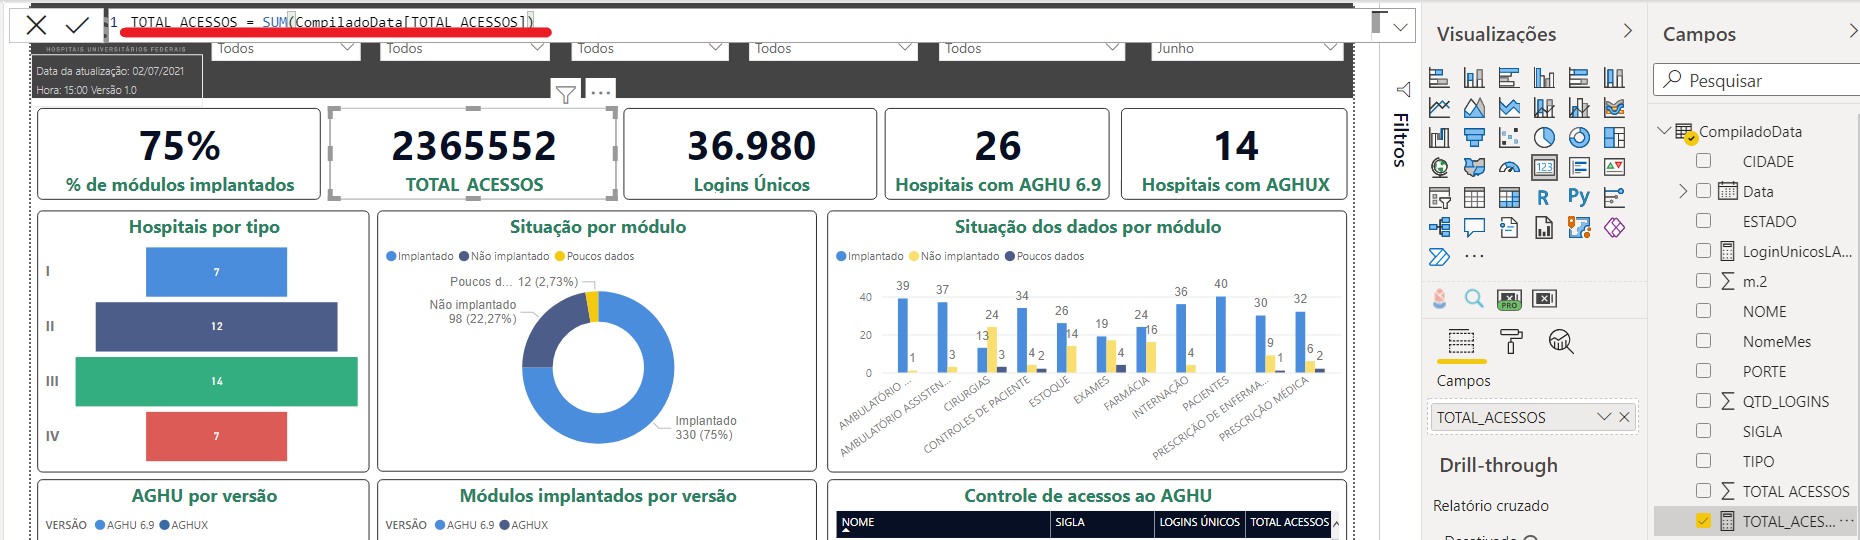 1 TOTAL_ACESSOS = SUM(CompiladoData[TOTAL ACESSOS])
HOSPITAIS UNIVERSITÁRIOS FEDERAIS
Todos Todos Todos Todos Todos Junho
Data da atualização: 02/07/2021
Hora: 15:00 Versão 1.0
75%
% de módulos implantados
2365552
TOTAL_ACESSOS
36.980
Logins Únicos
26
Hospitais com AGHU 6.9
14
Hospitais com AGHUX
Hospitais por tipo
I 7
II 12
III 14
IV 7
Situação por módulo
Implantado Não implantado Poucos dados
Poucos d... 12 (2,73%)
Não implantado
98 (22,27%)
Implantado
330 (75%)
Situação dos dados por módulo
Implantado Não implantado Poucos dados
40
20
0
39 1
37 3
13 24 3
34 4 2
26 14
19 4
24 16
36 4
40
30 9 1
32 6 2
AMBULATÓRIO ...
AMBULATÓRIO ASSISTEN...
CIRURGIAS
CONTROLES DE PACIENTE
ESTOQUE
EXAMES
FARMÁCIA
INTERNAÇÃO
PACIENTES
PRESCRIÇÃO DE ENFERMA...
PRESCRIÇÃO MÉDICA
AGHU por versão
VERSÃO AGHU 6.9 AGHUX
Módulos implantados por versão
VERSÃO AGHU 6.9 AGHUX
Controle de acessos ao AGHU
NOME SIGLA LOGINS ÚNICOS TOTAL ACESSOS
Filtros
Visualizações
123
R Py
PRO
Campos
TOTAL_ACESSOS
Drill-through
Relatório cruzado
Campos
Pesquisar
CompiladoData
CIDADE
Data
ESTADO
LoginUnicosLA...
m.2
NOME
NomeMes
PORTE
QTD_LOGINS
SIGLA
TIPO
TOTAL ACESSOS
TOTAL_ACES...